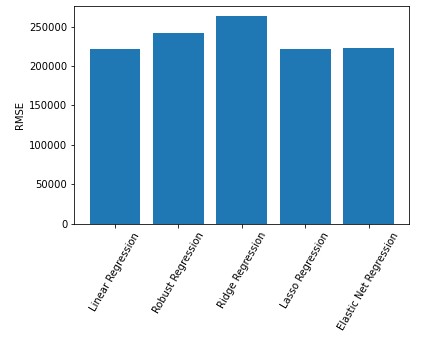 RMSE
250000
200000
150000
100000
50000
0
Linear Regression
Robust Regression
Ridge Regression
Lasso Regression
Elastic Net Regression